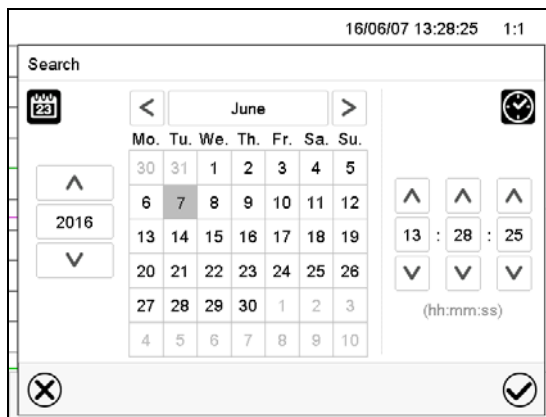 16/06/07 13:28:25 1:1
Search
23
< June >
Mo. Tu. We. Th. Fr. Sa. Su.
30 31 1 2 3 4 5
6 7 8 9 10 11 12
2016
13 : 28 : 25
13 14 15 16 17 18 19
20 21 22 23 24 25 26
27 28 29 30 1 2 3
(hh:mm:ss)
4 5 6 7 8 9 10